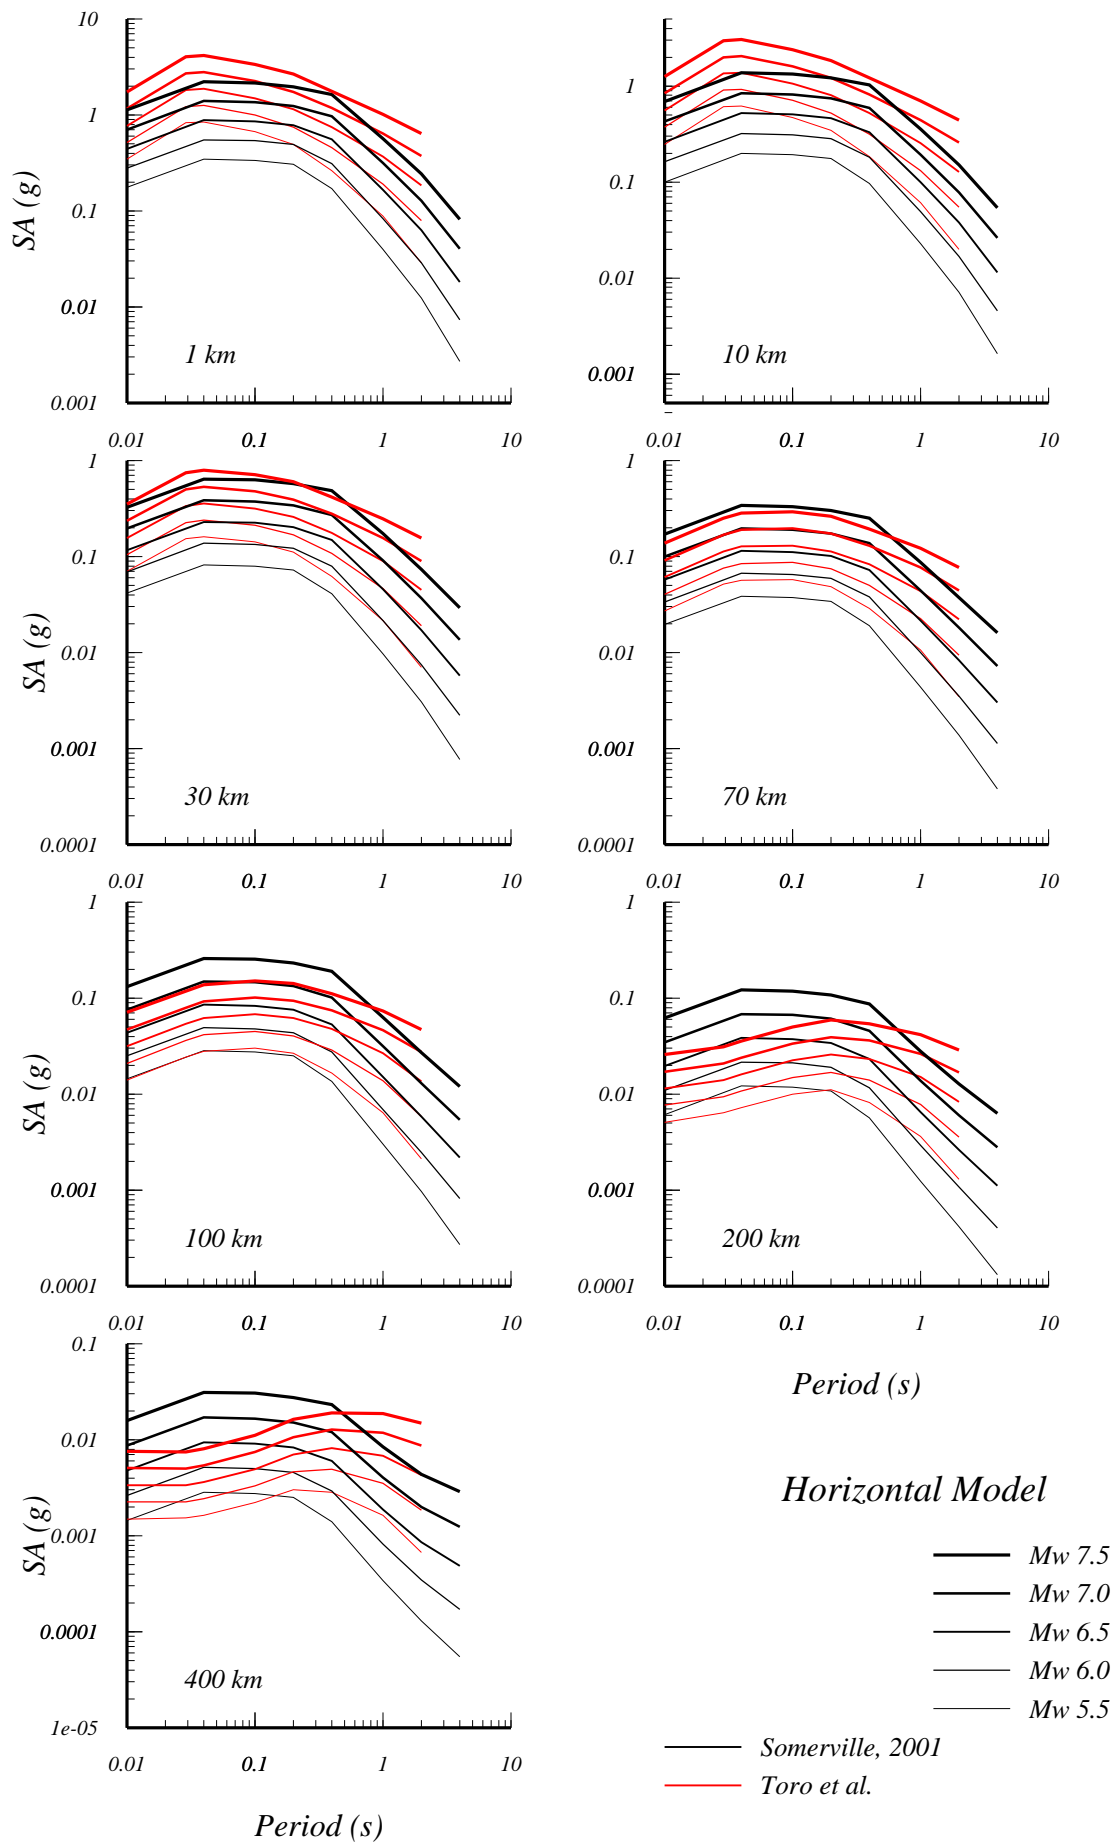 10
1
0.1
0.01
0.001
SA (g)
1 km
0.01
0.1
1
10
1
0.1
0.01
0.001
10 km
0.01
0.1
1
10
1
0.1
0.01
0.001
0.0001
SA (g)
30 km
0.01
0.1
1
10
1
0.1
0.01
0.001
0.0001
70 km
0.01
0.1
1
10
1
0.1
0.01
0.001
0.0001
SA (g)
100 km
0.01
0.1
1
10
1
0.1
0.01
0.001
0.0001
200 km
0.01
0.1
1
10
Period (s)
0.1
0.01
0.001
0.0001
1e-05
SA (g)
400 km
0.01
0.1
1
10
Period (s)
Horizontal Model
Mw 7.5
Mw 7.0
Mw 6.5
Mw 6.0
Mw 5.5
Somerville, 2001
Toro et al.